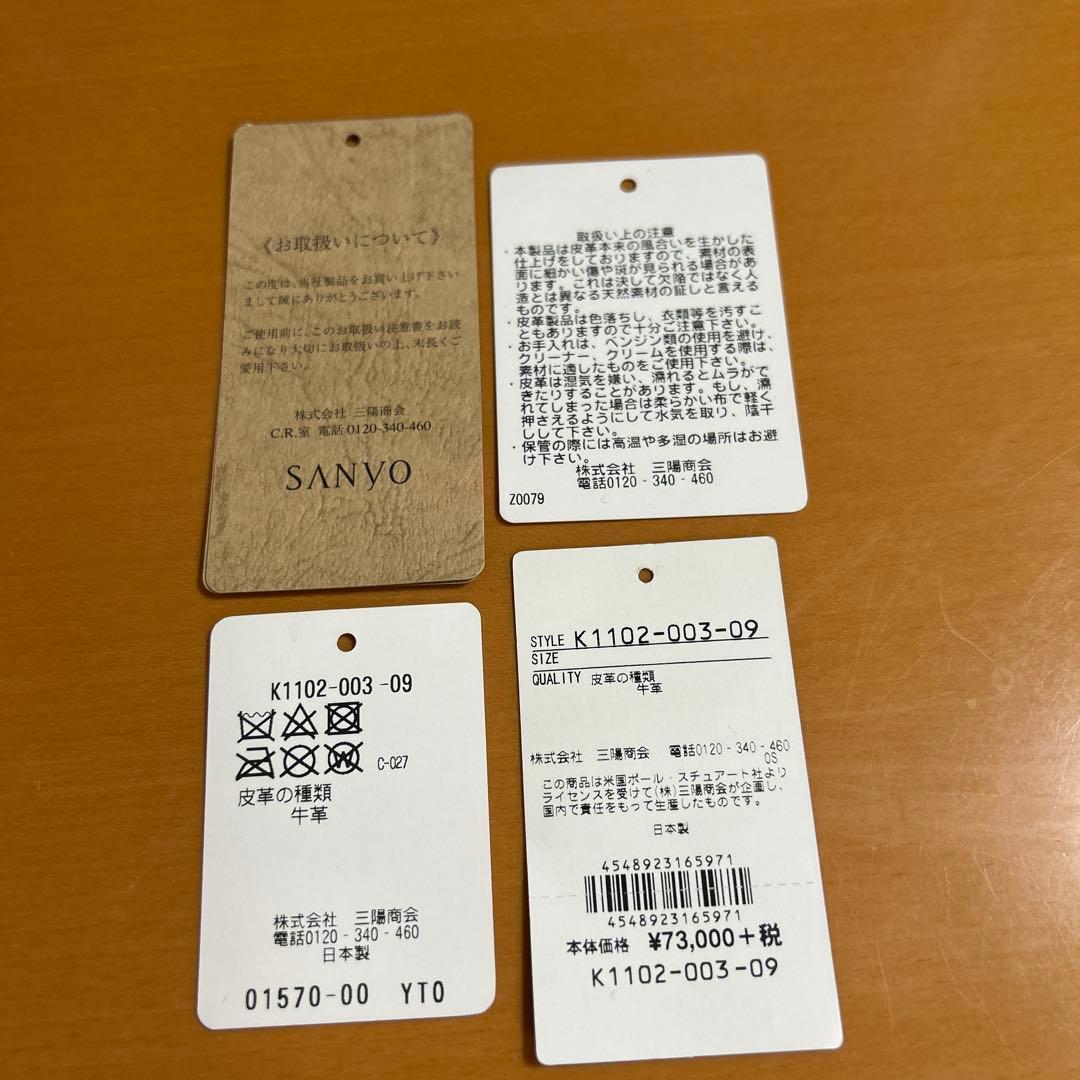 《お取扱いについて》
この度は、当社製品をお買い上げ下さい
まして誠にありがとうございます。
ご使用前に、このお取扱い注意書をお読
みになり大切にお取扱いの上、末長くご
愛用下さい。
株式会社 三陽商会
C.R.室 電話 0120-340-460
SANYO
取扱い上の注意
・本製品は皮革本来の風合いを生かした
仕上げをしておりますので、素材の表
面に細かい傷や斑が見られる場合があ
ります。これは決して欠陥ではなく人
造とは異なる天然素材の証しと言える
ものです。
・皮革製品は色落ちし、衣類等を汚すこ
ともありますので十分ご注意下さい。
・お手入れは、ベンジン類の使用を避け、
クリーナー、クリームを使用する際は、
素材に適したものをご使用下さい。
・皮革は湿気を嫌い、濡れるとムラがで
きたりすることがあります。もし、濡
れてしまった場合は柔らかい布で軽く
押さえるようにして水気を取り、陰干
しして下さい。
・保管の際には高温や多湿の場所はお避
け下さい。
株式会社 三陽商会
電話0120-340-460
Z0079
K1102-003-09
W
C-027
皮革の種類
牛革
株式会社 三陽商会
電話0120-340-460
日本製
01570-00 YT0
STYLE K1102-003-09
SIZE
QUALITY 皮革の種類
牛革
株式会社 三陽商会 電話0120-340-460
0S
この商品は米国ポール・スチュアート社より
ライセンスを受けて(株)三陽商会が企画し、
国内で責任をもって生産したものです。
日本製
4548923165971
4548923165971
本体価格 ¥73,000+税
K1102-003-09